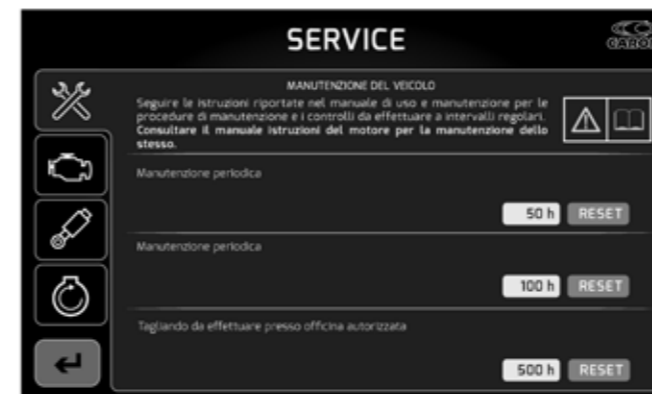 SERVICE
MANUTENZIONE DEL VEICOLO
Seguire le istruzioni riportate nel manuale di uso e manutenzione per le
procedure di manutenzione e i controlli da effettuare a intervalli regolari.
Consultare il manuale istruzioni del motore per la manutenzione dello
stesso.
Manutenzione periodica
50 h RESET
Manutenzione periodica
100 h RESET
Tagliando da effettuare presso officina autorizzata
500 h RESET